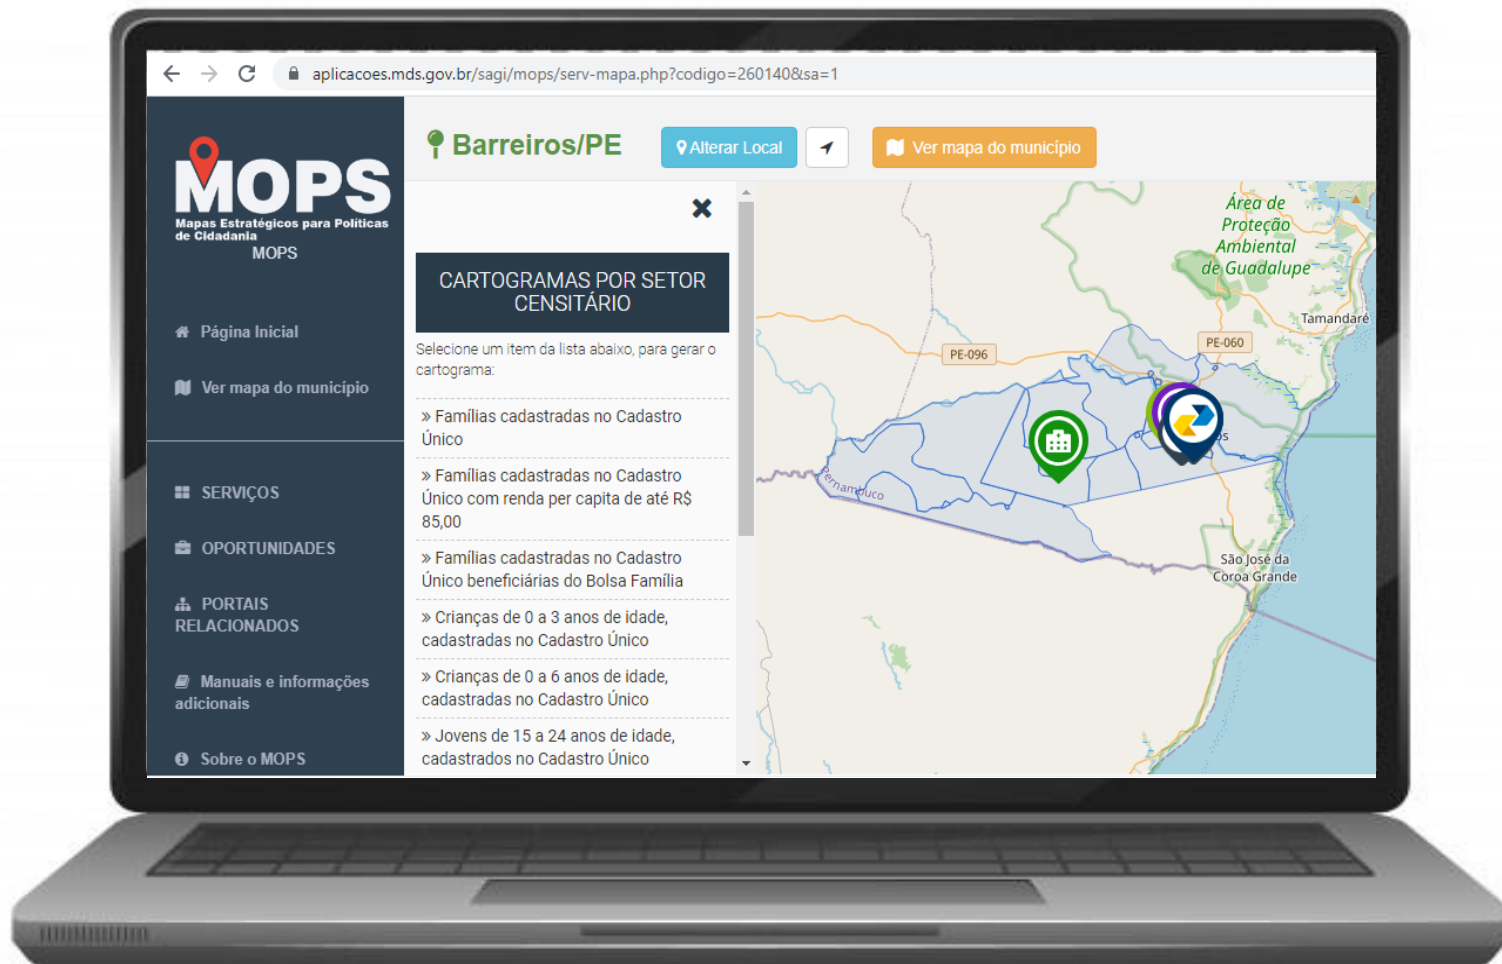 aplicacoes.mds.gov.br/sagi/mops/serv-mapa.php?codigo=260140&sa=1
MOPS
Mapas Estratégicos para Políticas
de Cidadania
MOPS
Página Inicial
Ver mapa do município
SERVIÇOS
OPORTUNIDADES
PORTAIS
RELACIONADOS
Manuais e informações
adicionais
Sobre o MOPS
Barreiros/PE
Alterar Local
Ver mapa do município
CARTOGRAMAS POR SETOR
CENSITÁRIO
Selecione um item da lista abaixo, para gerar o
cartograma:
» Famílias cadastradas no Cadastro
Único
» Famílias cadastradas no Cadastro
Único com renda per capita de até R$
85,00
» Famílias cadastradas no Cadastro
Único beneficiárias do Bolsa Família
» Crianças de 0 a 3 anos de idade,
cadastradas no Cadastro Único
» Crianças de 0 a 6 anos de idade,
cadastradas no Cadastro Único
» Jovens de 15 a 24 anos de idade,
cadastrados no Cadastro Único
Área de
Proteção
Ambiental
de Guadalupe
Tamandaré
PE-060
PE-096
Pernambuco
São José da
Coroa Grande